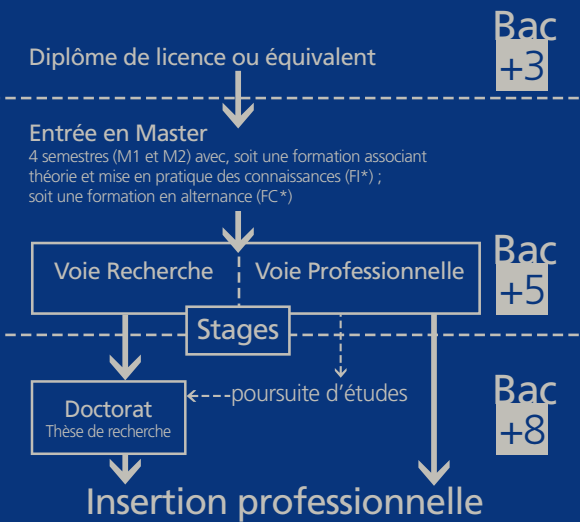 Bac
+3
Diplôme de licence ou équivalent
Entrée en Master
4 semestres (M1 et M2) avec, soit une formation associant
théorie et mise en pratique des connaissances (FI*) ;
soit une formation en alternance (FC*)
Voie Recherche
Voie Professionnelle
Bac
+5
Stages
poursuite d'études
Doctorat
Thèse de recherche
Bac
+8
Insertion professionnelle